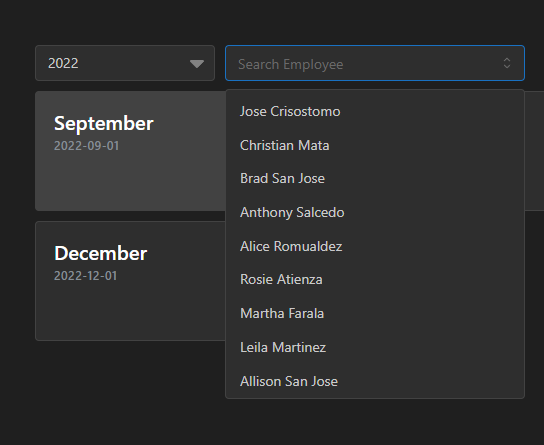 2022
Search Employee
September
2022-09-01
December
2022-12-01
Jose Crisostomo
Christian Mata
Brad San Jose
Anthony Salcedo
Alice Romualdez
Rosie Atienza
Martha Farala
Leila Martinez
Allison San Jose